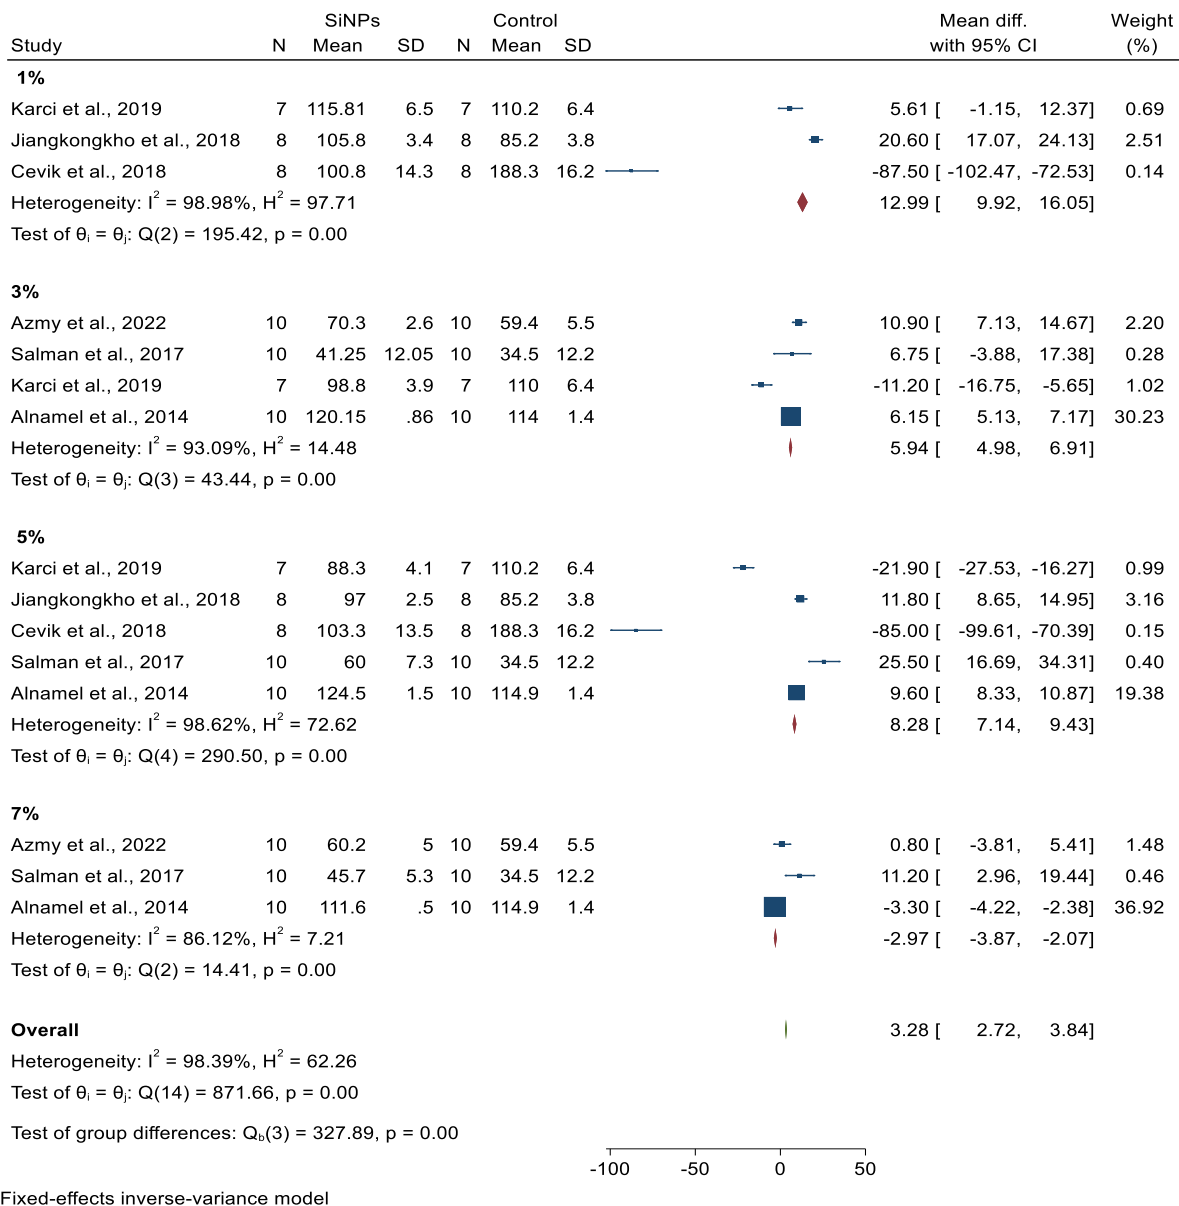 SiNPs Control Mean diff. Weight
Study N Mean SD N Mean SD with 95% CI (%)
1%
Karci et al., 2019 7 115.81 6.5 7 110.2 6.4 5.61 [ -1.15, 12.37] 0.69
Jiangkongkho et al., 2018 8 105.8 3.4 8 85.2 3.8 20.60 [ 17.07, 24.13] 2.51
Cevik et al., 2018 8 100.8 14.3 8 188.3 16.2 -87.50 [ -102.47, -72.53] 0.14
Heterogeneity: I² = 98.98%, H² = 97.71 12.99 [ 9.92, 16.05]
Test of θᵢ = θⱼ: Q(2) = 195.42, p = 0.00
3%
Azmy et al., 2022 10 70.3 2.6 10 59.4 5.5 10.90 [ 7.13, 14.67] 2.20
Salman et al., 2017 10 41.25 12.05 10 34.5 12.2 6.75 [ -3.88, 17.38] 0.28
Karci et al., 2019 7 98.8 3.9 7 110 6.4 -11.20 [ -16.75, -5.65] 1.02
Alnamel et al., 2014 10 120.15 .86 10 114 1.4 6.15 [ 5.13, 7.17] 30.23
Heterogeneity: I² = 93.09%, H² = 14.48 5.94 [ 4.98, 6.91]
Test of θᵢ = θⱼ: Q(3) = 43.44, p = 0.00
5%
Karci et al., 2019 7 88.3 4.1 7 110.2 6.4 -21.90 [ -27.53, -16.27] 0.99
Jiangkongkho et al., 2018 8 97 2.5 8 85.2 3.8 11.80 [ 8.65, 14.95] 3.16
Cevik et al., 2018 8 103.3 13.5 8 188.3 16.2 -85.00 [ -99.61, -70.39] 0.15
Salman et al., 2017 10 60 7.3 10 34.5 12.2 25.50 [ 16.69, 34.31] 0.40
Alnamel et al., 2014 10 124.5 1.5 10 114.9 1.4 9.60 [ 8.33, 10.87] 19.38
Heterogeneity: I² = 98.62%, H² = 72.62 8.28 [ 7.14, 9.43]
Test of θᵢ = θⱼ: Q(4) = 290.50, p = 0.00
7%
Azmy et al., 2022 10 60.2 5 10 59.4 5.5 0.80 [ -3.81, 5.41] 1.48
Salman et al., 2017 10 45.7 5.3 10 34.5 12.2 11.20 [ 2.96, 19.44] 0.46
Alnamel et al., 2014 10 111.6 .5 10 114.9 1.4 -3.30 [ -4.22, -2.38] 36.92
Heterogeneity: I² = 86.12%, H² = 7.21 -2.97 [ -3.87, -2.07]
Test of θᵢ = θⱼ: Q(2) = 14.41, p = 0.00
Overall 3.28 [ 2.72, 3.84]
Heterogeneity: I² = 98.39%, H² = 62.26
Test of θᵢ = θⱼ: Q(14) = 871.66, p = 0.00
Test of group differences: Qb(3) = 327.89, p = 0.00
-100 -50 0 50
Fixed-effects inverse-variance model